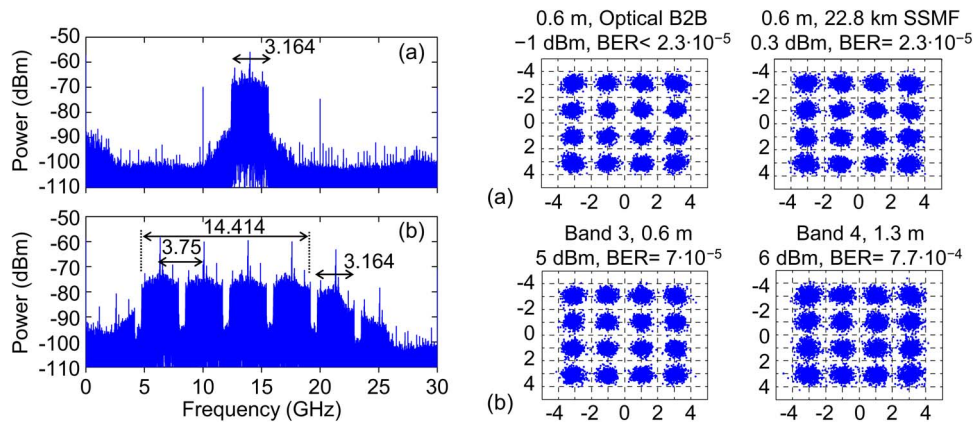 -50
-60
-70
-80
-90
-100
-110
Power (dBm)
(a)
3.164
-50
-60
-70
-80
-90
-100
-110
Power (dBm)
(b)
14.414
3.75
3.164
0 5 10 15 20 25 30
Frequency (GHz)
0.6 m, Optical B2B
−1 dBm, BER< 2.3·10⁻⁵
-4
-2
0
2
4
-4 -2 0 2 4
(a)
0.6 m, 22.8 km SSMF
0.3 dBm, BER= 2.3·10⁻⁵
-4
-2
0
2
4
-4 -2 0 2 4
Band 3, 0.6 m
5 dBm, BER= 7·10⁻⁵
-4
-2
0
2
4
-4 -2 0 2 4
(b)
Band 4, 1.3 m
6 dBm, BER= 7.7·10⁻⁴
-4
-2
0
2
4
-4 -2 0 2 4